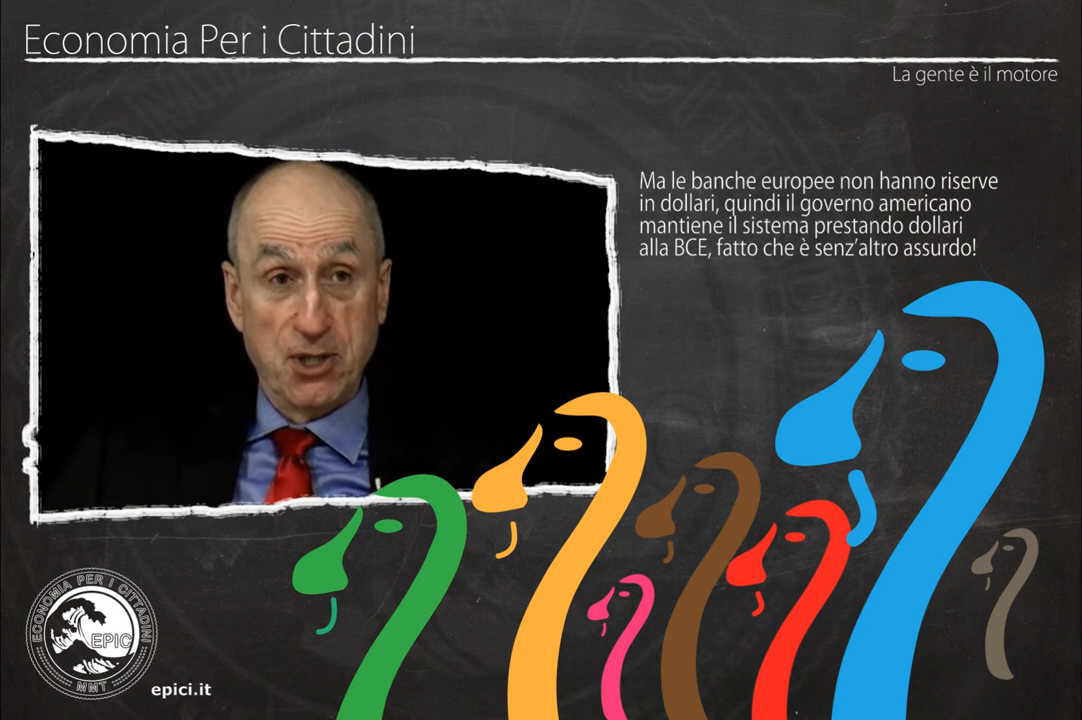 Economia Per i Cittadini
La gente è il motore
Ma le banche europee non hanno riserve
in dollari, quindi il governo americano
mantiene il sistema prestando dollari
alla BCE, fatto che è senz'altro assurdo!
ECONOMIA PER I CITTADINI
EPIC
MMT
epici.it